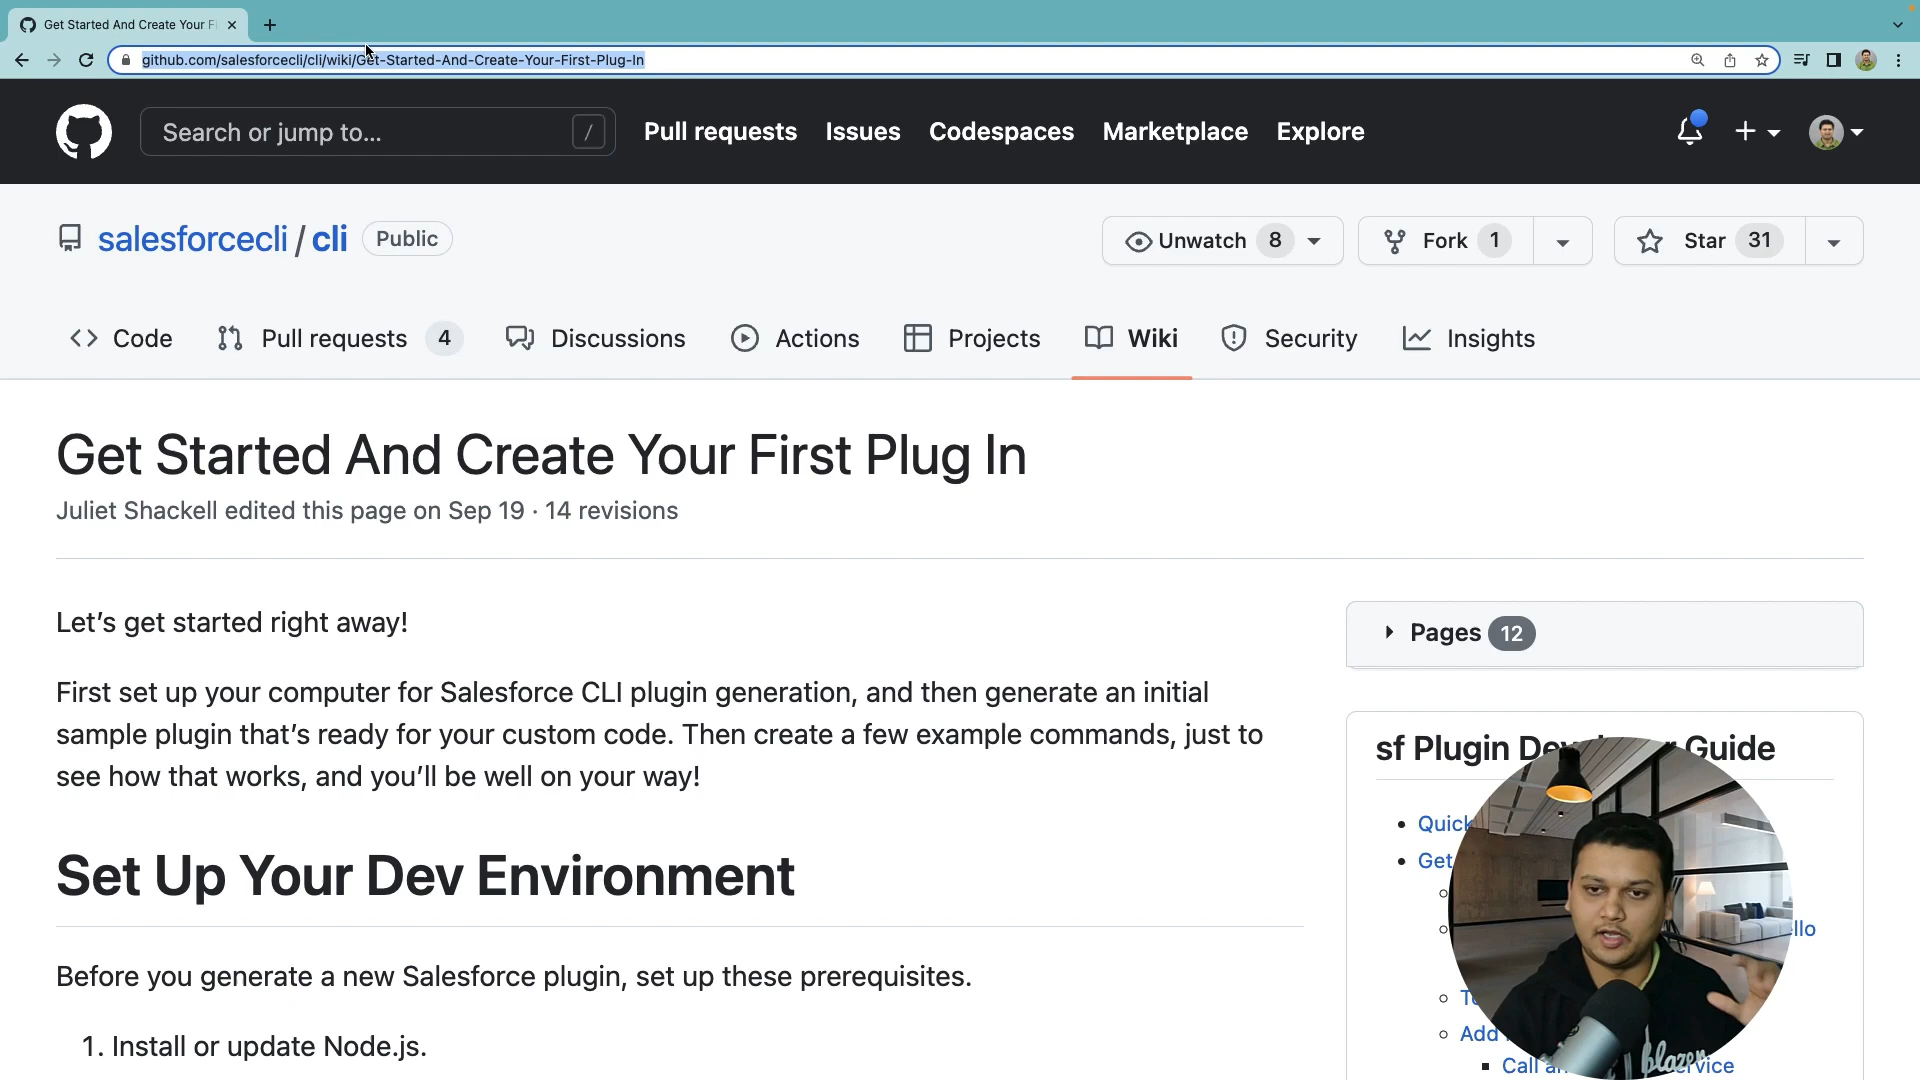 Get Started And Create Your F
github.com/salesforcecli/cli/wiki/Get-Started-And-Create-Your-First-Plug-In
Search or jump to... /
Pull requests Issues Codespaces Marketplace Explore
salesforcecli / cli Public
Unwatch 8 Fork 1 Star 31
Code Pull requests 4 Discussions Actions Projects Wiki Security Insights
Get Started And Create Your First Plug In
Juliet Shackell edited this page on Sep 19 · 14 revisions
Let’s get started right away!
First set up your computer for Salesforce CLI plugin generation, and then generate an initial
sample plugin that’s ready for your custom code. Then create a few example commands, just to
see how that works, and you’ll be well on your way!
Set Up Your Dev Environment
Before you generate a new Salesforce plugin, set up these prerequisites.
1. Install or update Node.js.
Pages 12
sf Plugin Guide
Quick
Get
Add
Call
blazer